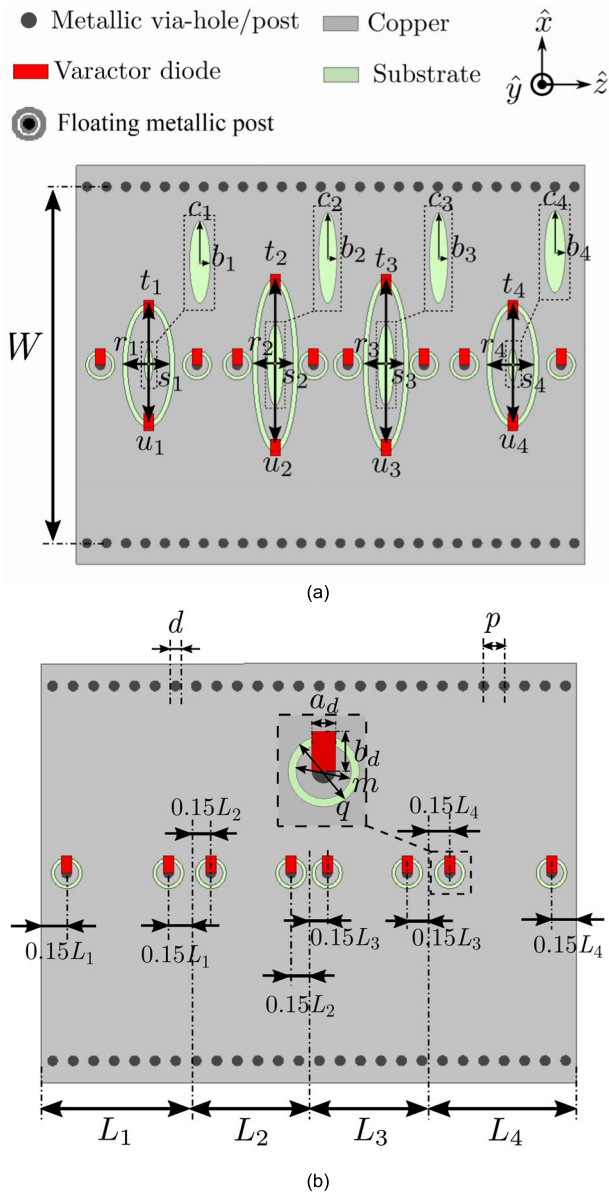 Metallic via-hole/post
Copper
Varactor diode
Substrate
Floating metallic post
x̂
ŷ
ẑ
c₁ c₂ c₃ c₄
b₁ b₂ b₃ b₄
t₁ t₂ t₃ t₄
W
r₁ s₁ r₂ s₂ r₃ s₃ r₄ s₄
u₁ u₂ u₃ u₄
(a)
d p
a_d
b_d
m
q
0.15L₂ 0.15L₄
0.15L₁ 0.15L₁ 0.15L₃ 0.15L₃ 0.15L₄
0.15L₂
L₁ L₂ L₃ L₄
(b)